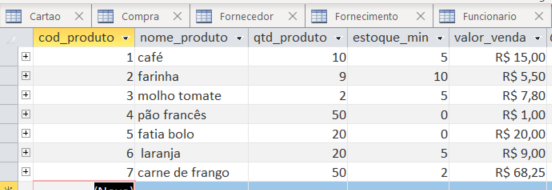 Cartao Compra Fornecedor Fornecimento Funcionario
cod_produto nome_produto qtd_produto estoque_min valor_venda
1 café 10 5 R$ 15,00
2 farinha 9 10 R$ 5,50
3 molho tomate 2 5 R$ 7,80
4 pão francês 50 0 R$ 1,00
5 fatia bolo 20 0 R$ 20,00
6 laranja 20 5 R$ 9,00
7 carne de frango 50 2 R$ 68,25